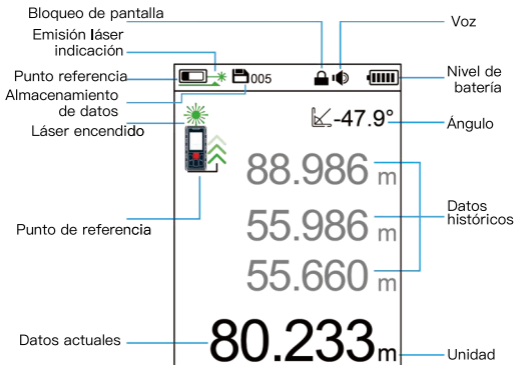 Bloqueo de pantalla
Voz
Emisión láser
indicación
Punto referencia
005
Nivel de
batería
Almacenamiento
de datos
Láser encendido
-47.9°
Ángulo
88.986 m
55.986 m
Datos
históricos
Punto de referencia
55.660 m
Datos actuales
80.233m
Unidad